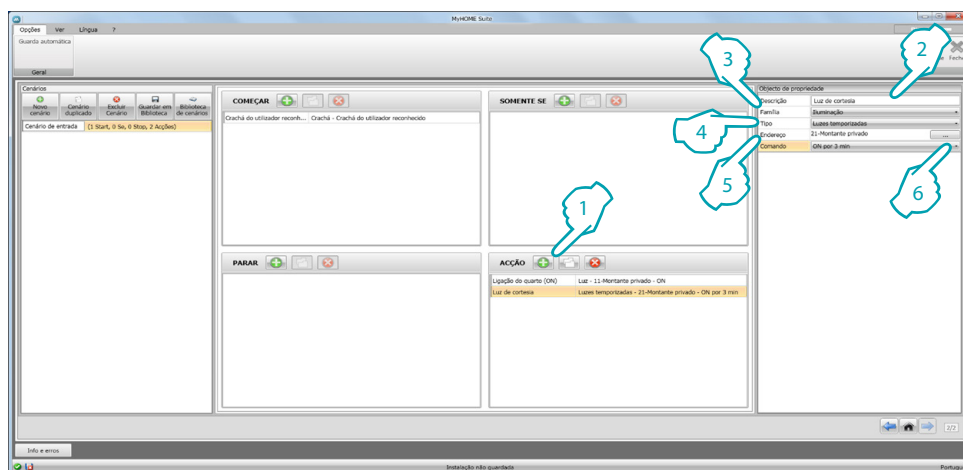 MyHOME Suite
Opções Ver Língua ?
Guarda automática
Fecha
Geral
Cenários
Novo cenário
Cenário duplicado
Excluir Cenário
Guardar em Biblioteca
Biblioteca de cenários
Cenário de entrada (1 Start, 0 Se, 0 Stop, 2 Acções)
COMEÇAR
Crachá do utilizador reconh... Crachá - Crachá do utilizador reconhecido
SOMENTE SE
PARAR
ACÇÃO
Ligação do quarto (ON) Luz - 11-Montante privado - ON
Luz de cortesia Luzes temporizadas - 21-Montante privado - ON por 3 min
Objecto de propriedade
Descrição Luz de cortesia
Família Iluminação
Tipo Luzes temporizadas
Endereço 21-Montante privado ...
Comando ON por 3 min
1
2
3
4
5
6
2/2
Info e erros
Instalação não guardada
Portugu